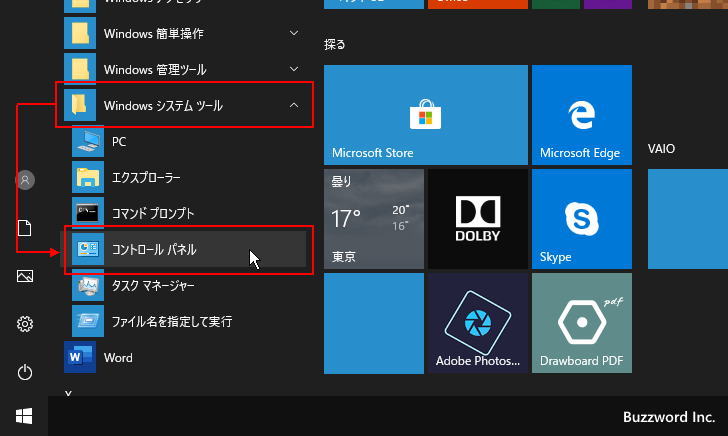 Windows 簡単操作
Windows 管理ツール
Windows システム ツール
PC
エクスプローラー
コマンド プロンプト
コントロール パネル
タスク マネージャー
ファイル名を指定して実行
Word
探る
Microsoft Store
Microsoft Edge
VAIO
曇り
17°
20°
16°
東京
DOLBY
Skype
Adobe Photos...
pdf
Drawboard PDF
Buzzword Inc.